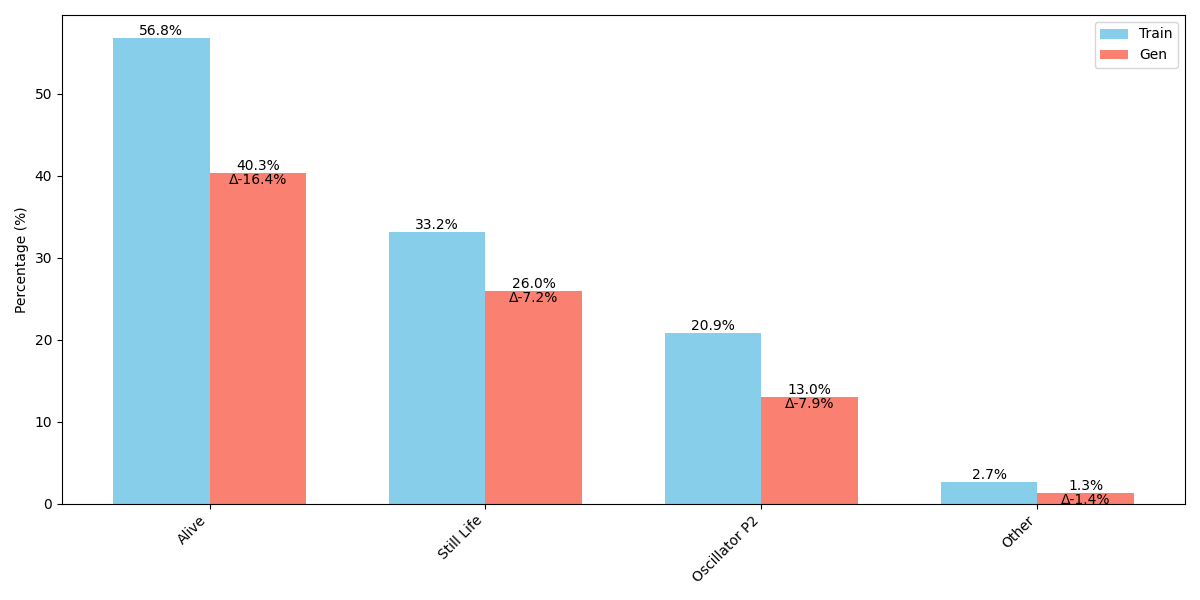 Train
Gen
Percentage (%)
50
40
30
20
10
0
56.8%
40.3%
Δ-16.4%
33.2%
26.0%
Δ-7.2%
20.9%
13.0%
Δ-7.9%
2.7%
1.3%
Δ-1.4%
Alive
Still Life
Oscillator P2
Other